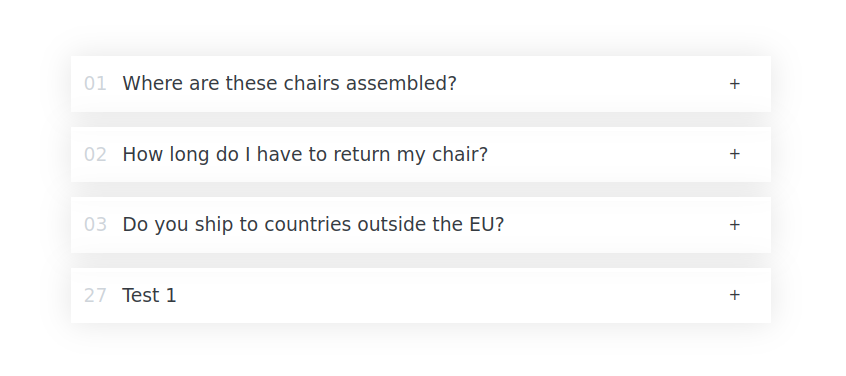 01 Where are these chairs assembled? +
02 How long do I have to return my chair? +
03 Do you ship to countries outside the EU? +
27 Test 1 +